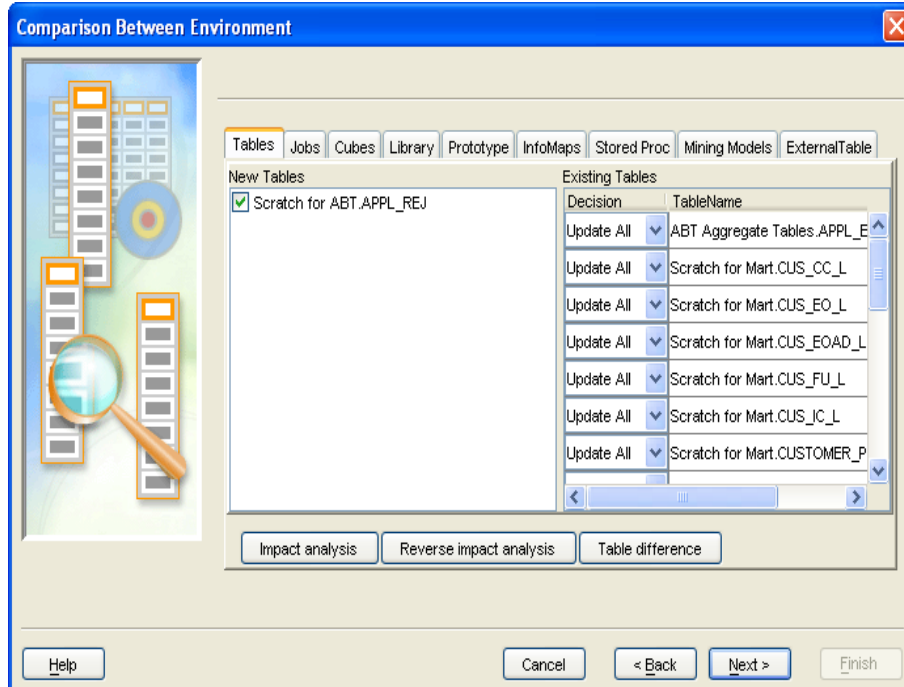 Comparison Between Environment
Tables Jobs Cubes Library Prototype InfoMaps Stored Proc Mining Models ExternalTable
New Tables
Scratch for ABT.APPL_REJ
Existing Tables
Decision TableName
Update All ABT Aggregate Tables.APPL_E
Update All Scratch for Mart.CUS_CC_L
Update All Scratch for Mart.CUS_EO_L
Update All Scratch for Mart.CUS_EOAD_L
Update All Scratch for Mart.CUS_FU_L
Update All Scratch for Mart.CUS_IC_L
Update All Scratch for Mart.CUSTOMER_P
Impact analysis Reverse impact analysis Table difference
Help Cancel < Back Next > Finish